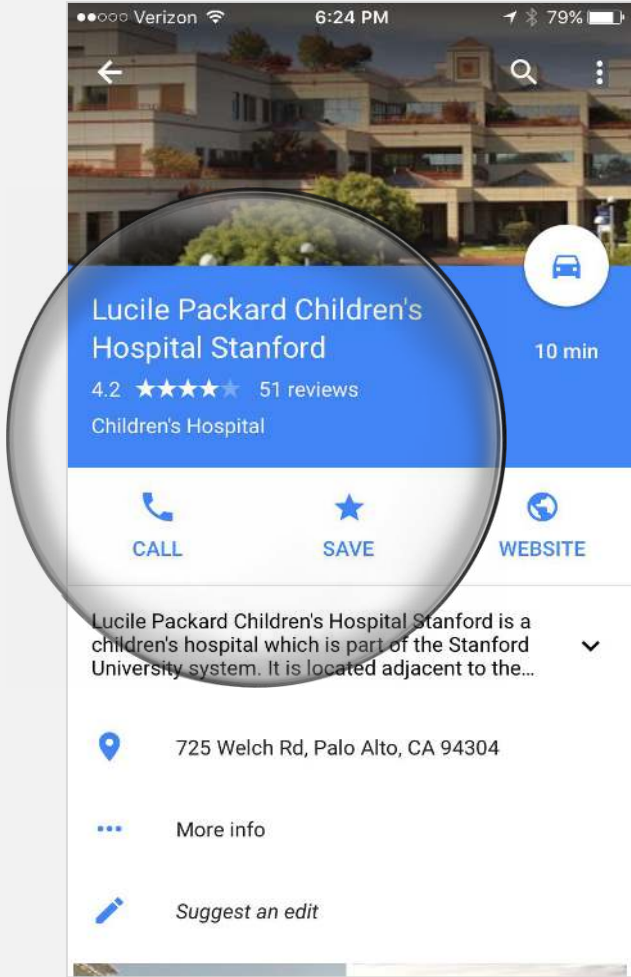 Verizon 6:24 PM 79%
Lucile Packard Children's
Hospital Stanford
10 min
4.2 51 reviews
Children's Hospital
CALL SAVE WEBSITE
Lucile Packard Children's Hospital Stanford is a
children's hospital which is part of the Stanford
University system. It is located adjacent to the...
725 Welch Rd, Palo Alto, CA 94304
More info
Suggest an edit